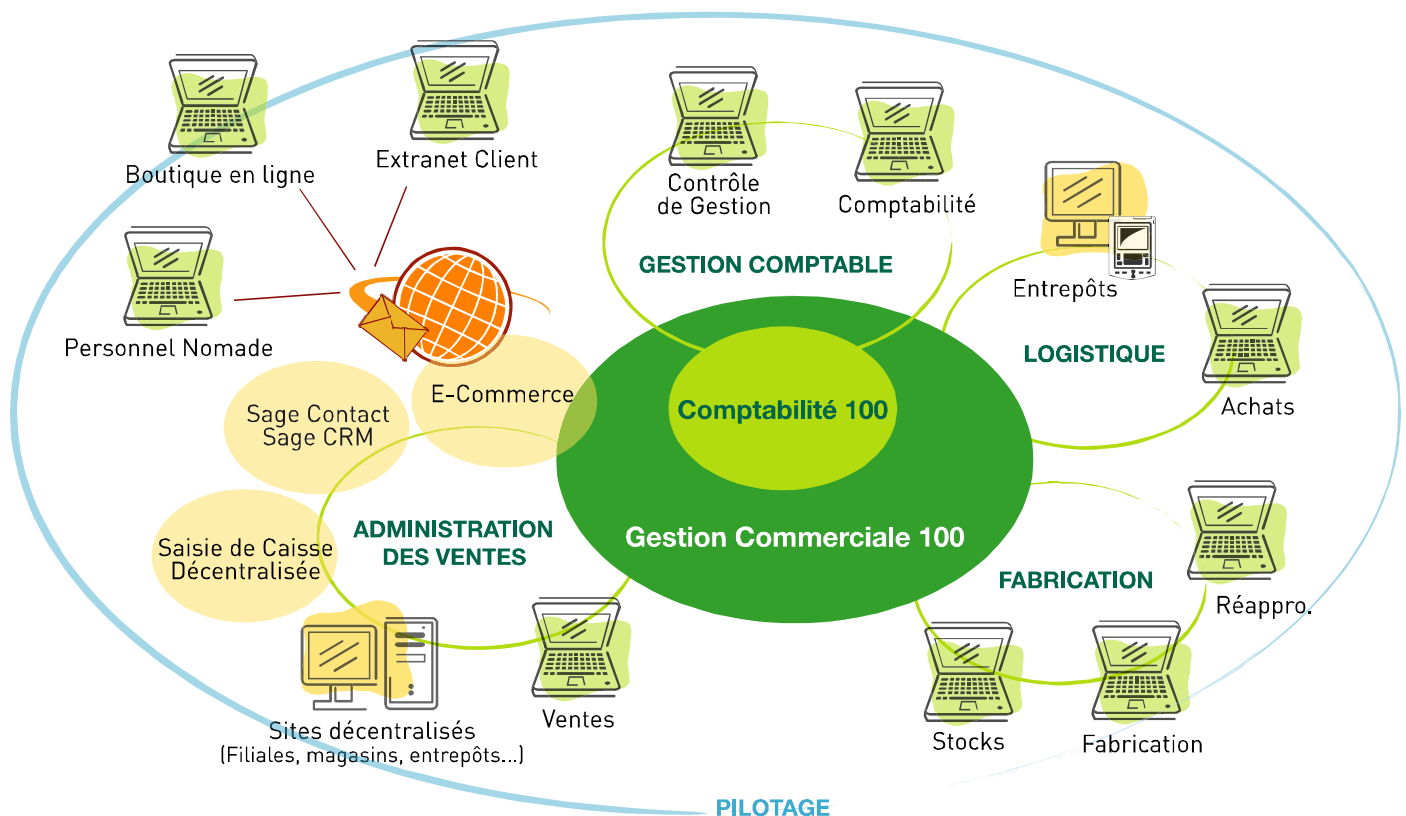 Boutique en ligne
Extranet Client
Contrôle
de Gestion
Comptabilité
Personnel Nomade
GESTION COMPTABLE
Entrepôts
LOGISTIQUE
Achats
E-Commerce
Sage Contact
Sage CRM
Comptabilité 100
Gestion Commerciale 100
ADMINISTRATION
DES VENTES
Saisie de Caisse
Décentralisée
FABRICATION
Réappro.
Sites décentralisés
(Filiales, magasins, entrepôts...)
Ventes
Stocks
Fabrication
PILOTAGE